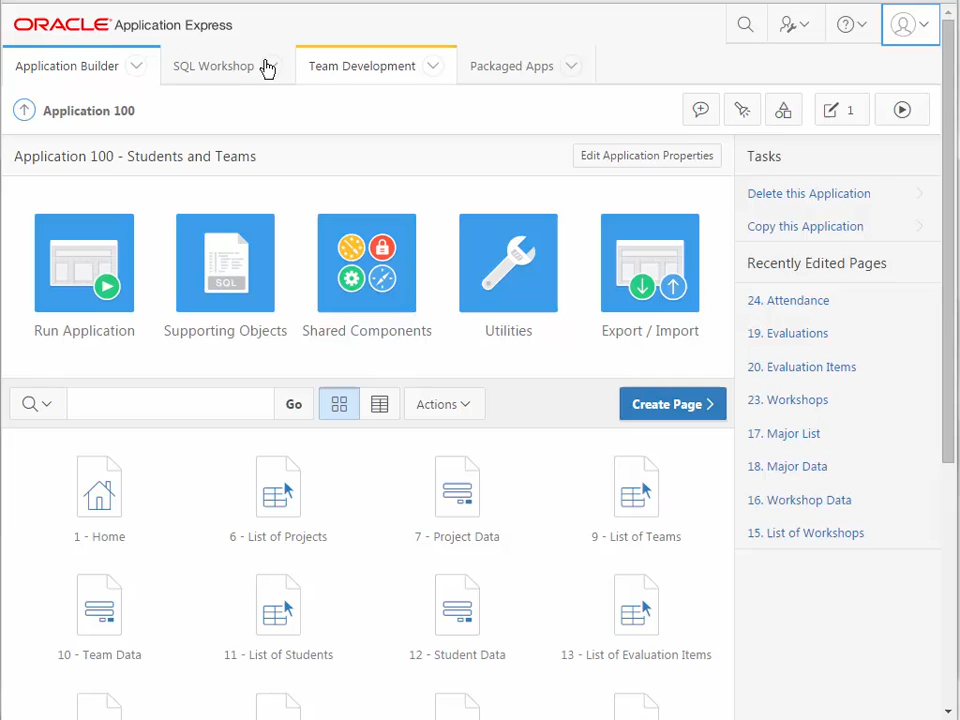 ORACLE Application Express
Application Builder
SQL Workshop
Team Development
Packaged Apps
Application 100
1
Application 100 - Students and Teams
Edit Application Properties
Run Application
SQL
Supporting Objects
Shared Components
Utilities
Export / Import
Go
Actions
Create Page
1 - Home
6 - List of Projects
7 - Project Data
9 - List of Teams
10 - Team Data
11 - List of Students
12 - Student Data
13 - List of Evaluation Items
Tasks
Delete this Application
Copy this Application
Recently Edited Pages
24. Attendance
19. Evaluations
20. Evaluation Items
23. Workshops
17. Major List
18. Major Data
16. Workshop Data
15. List of Workshops